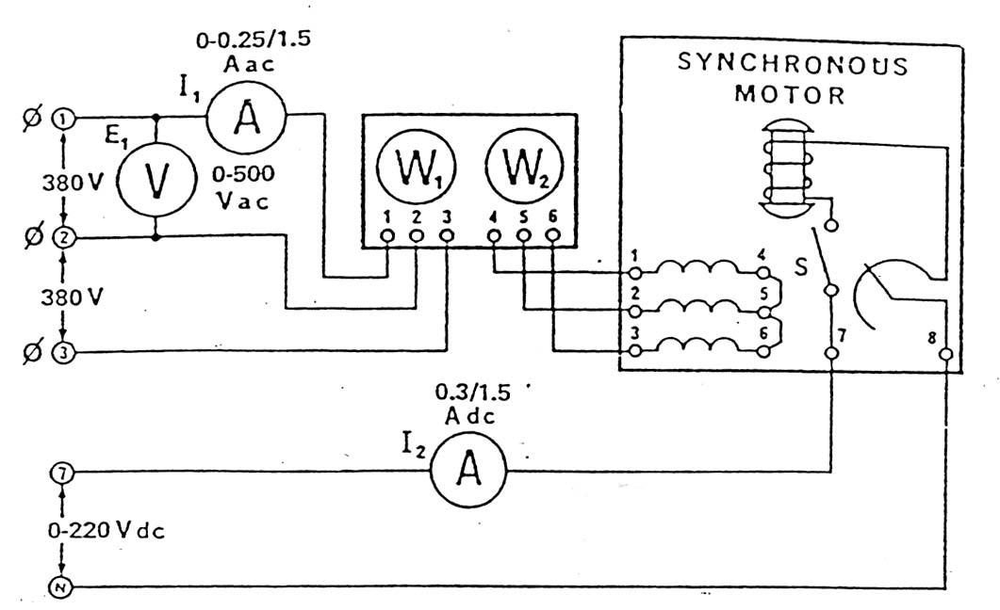 0-0.25/1.5
A ac
I1
A
SYNCHRONOUS
MOTOR
Ø 1
E1
V
0-500
Vac
380 V
W1
W2
1 2 3 4 5 6
Ø 2
380 V
Ø 3
1 4
2 5
3 6
S
7
8
0.3/1.5
A dc
I2
A
7
0-220 V dc
N